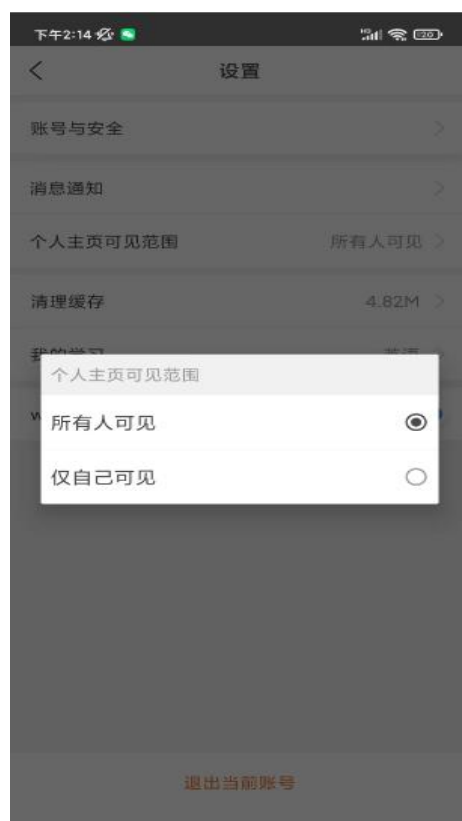 下午2:14
20
设置
账号与安全
消息通知
个人主页可见范围 所有人可见
清理缓存 4.82M
个人主页可见范围
所有人可见
仅自己可见
退出当前账号